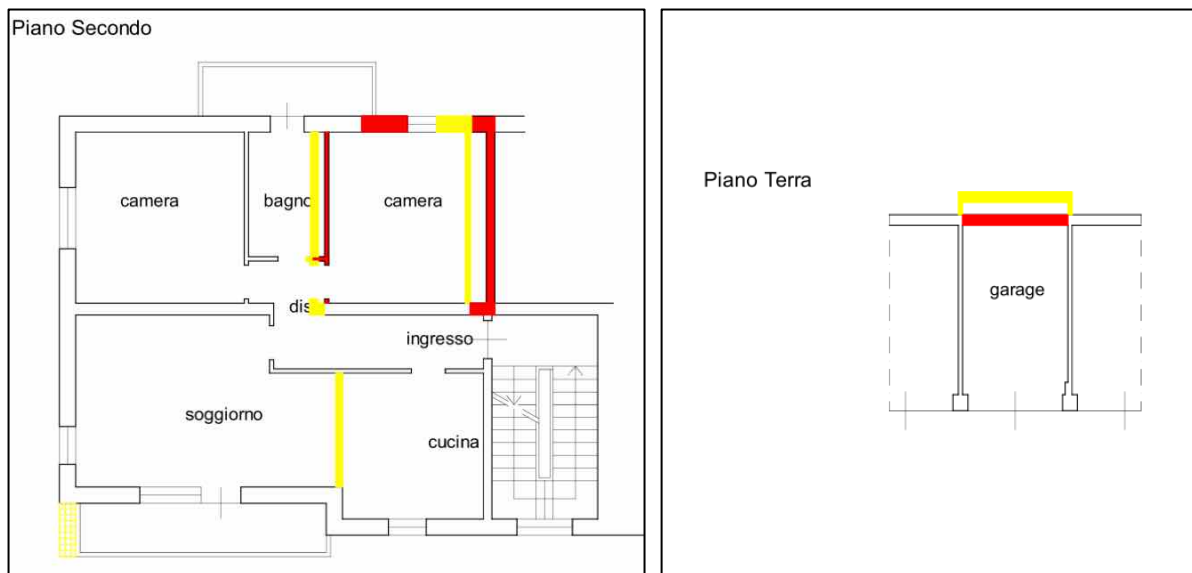 Piano Secondo
camera
bagno
camera
dis
ingresso
soggiorno
cucina
Piano Terra
garage